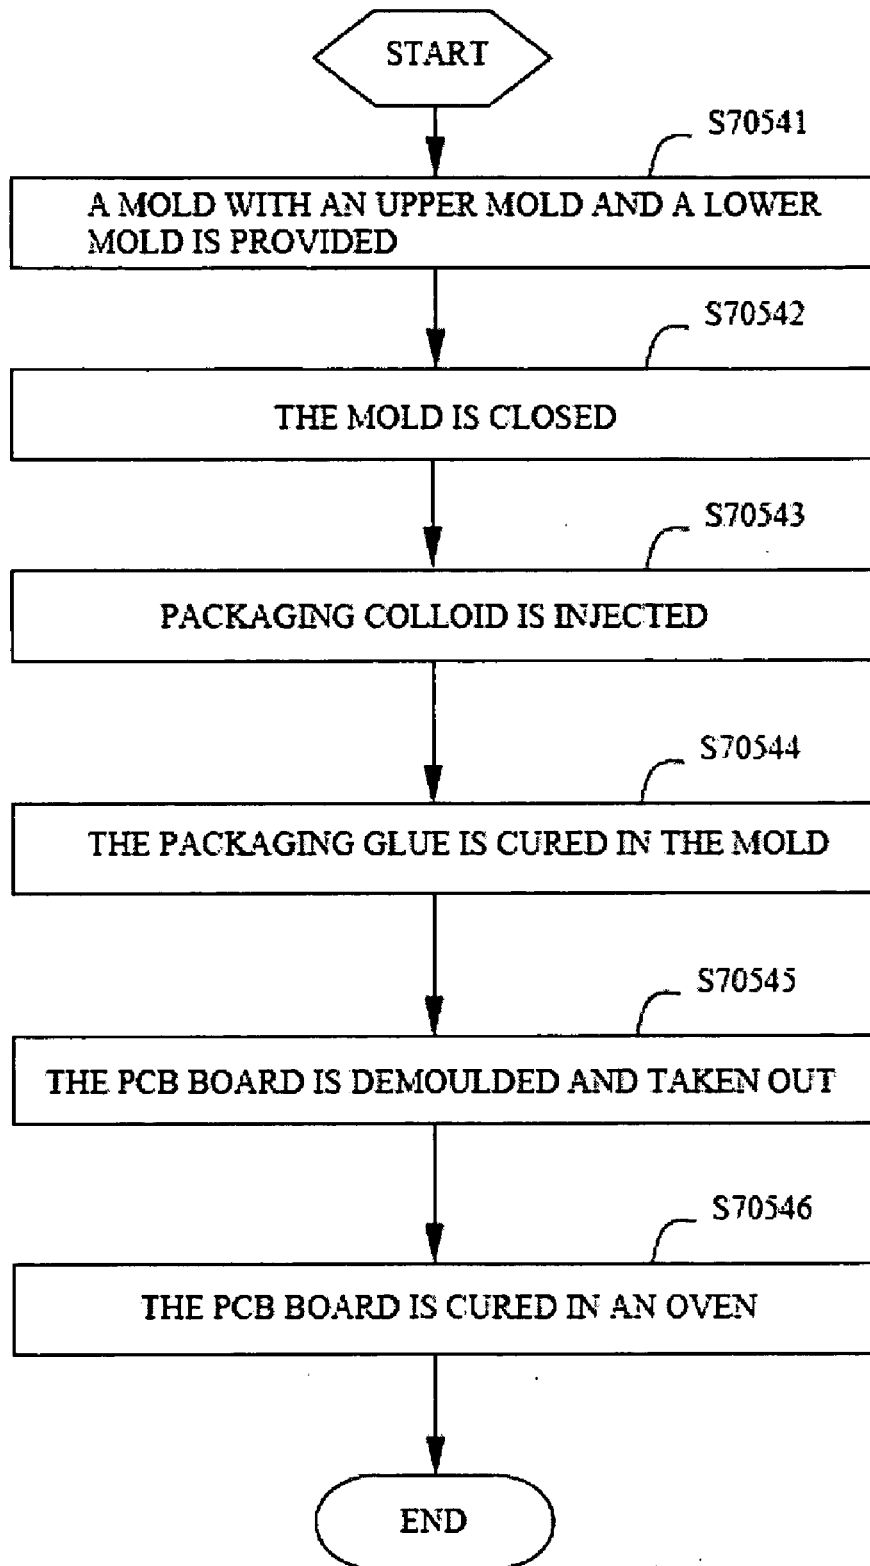 START
S70541
A MOLD WITH AN UPPER MOLD AND A LOWER
MOLD IS PROVIDED
S70542
THE MOLD IS CLOSED
S70543
PACKAGING COLLOID IS INJECTED
S70544
THE PACKAGING GLUE IS CURED IN THE MOLD
S70545
THE PCB BOARD IS DEMOULDED AND TAKEN OUT
S70546
THE PCB BOARD IS CURED IN AN OVEN
END